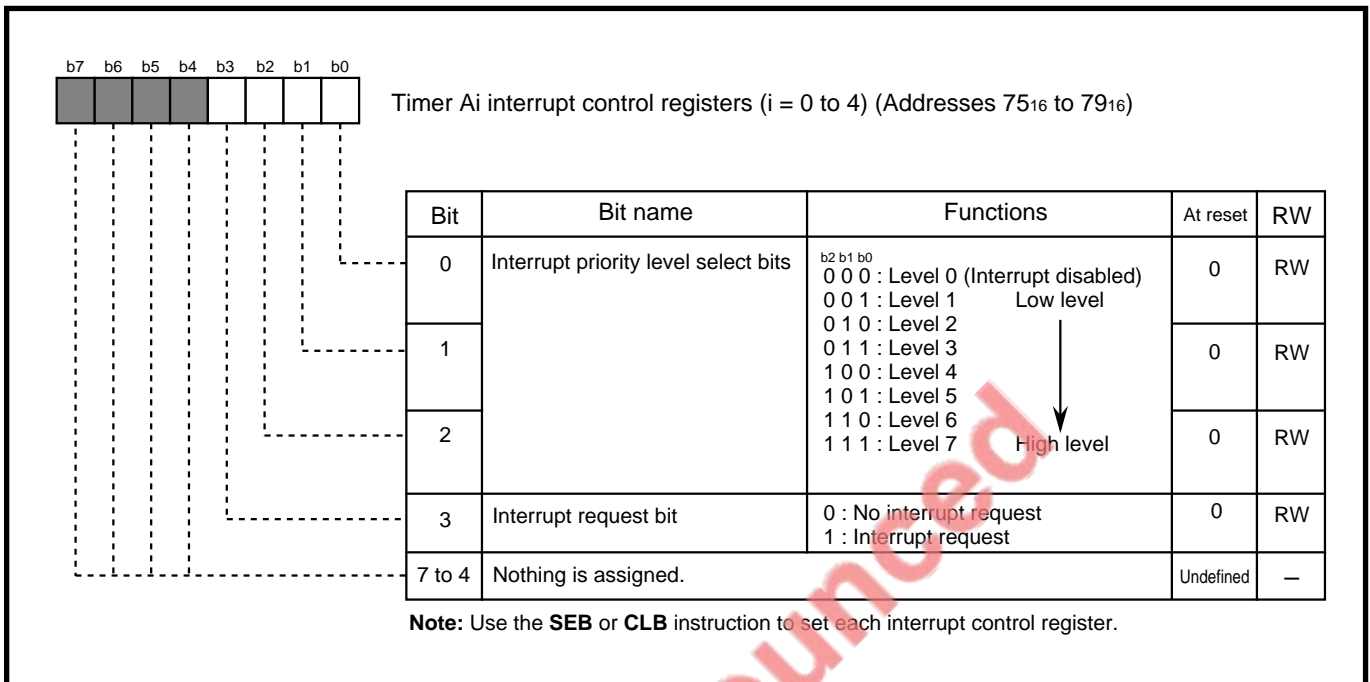 b7 b6 b5 b4 b3 b2 b1 b0
Timer Ai interrupt control registers (i = 0 to 4) (Addresses 7516 to 7916)
Bit Bit name Functions At reset RW
0 Interrupt priority level select bits
b2 b1 b0
0 0 0 : Level 0 (Interrupt disabled)
0 0 1 : Level 1 Low level
0 1 0 : Level 2
0 1 1 : Level 3
1 0 0 : Level 4
1 0 1 : Level 5
1 1 0 : Level 6
1 1 1 : Level 7 High level
0 RW
1 0 RW
2 0 RW
3 Interrupt request bit
0 : No interrupt request
1 : Interrupt request
0 RW
7 to 4 Nothing is assigned. Undefined –
Note: Use the SEB or CLB instruction to set each interrupt control register.
unced